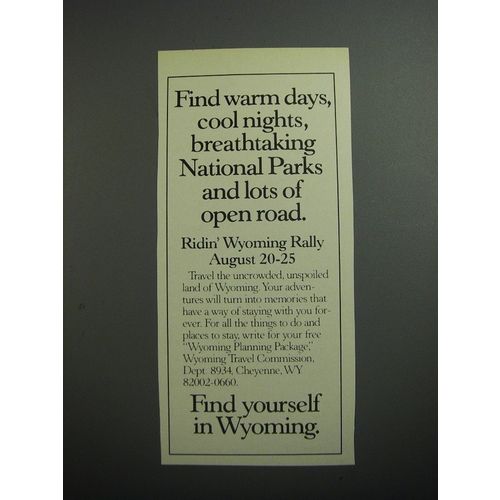 Find warm days,
cool nights,
breathtaking
National Parks
and lots of
open road.
Ridin' Wyoming Rally
August 20-25
Travel the uncrowded, unspoiled
land of Wyoming. Your adven-
tures will turn into memories that
have a way of staying with you for-
ever. For all the things to do and
places to stay, write for your free
"Wyoming Planning Package,"
Wyoming Travel Commission,
Dept. 8934, Cheyenne, WY
82002-0660.
Find yourself
in Wyoming.